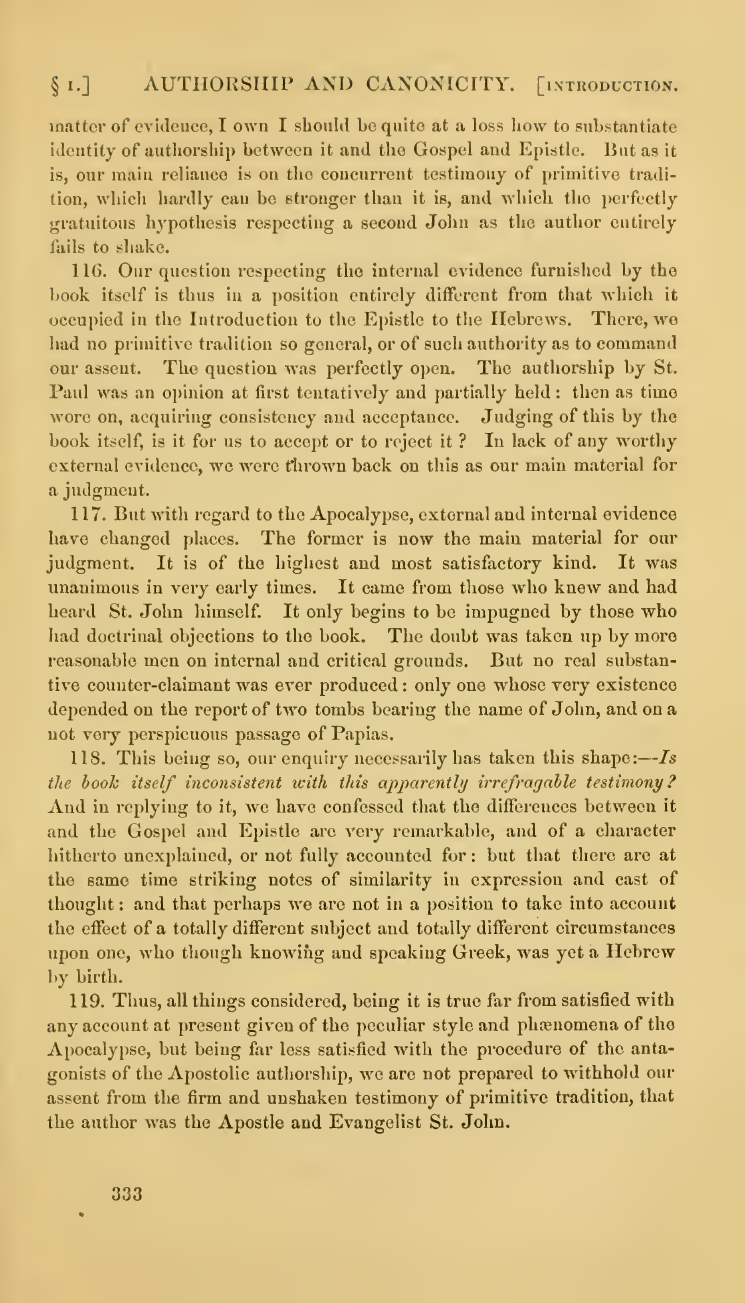 § I.] AUTHORSHIP AND CANONICITY. [INTRODUCTION.
matter of evidence, I own I should be quite at a loss how to substantiate
identity of authorship between it and the Gospel and Epistle. But as it
is, our main reliance is on the concurrent testimony of primitive tradi-
tion, which hardly can be stronger than it is, and which the perfectly
gratuitous hypothesis respecting a second John as the author entirely
fails to shake.
116. Our question respecting the internal evidence furnished by the
book itself is thus in a position entirely different from that which it
occupied in the Introduction to the Epistle to the Hebrews. There, we
had no primitive tradition so general, or of such authority as to command
our assent. The question was perfectly open. The authorship by St.
Paul was an opinion at first tentatively and partially held : then as time
wore on, acquiring consistency and acceptance. Judging of this by the
book itself, is it for us to accept or to reject it ? In lack of any worthy
external evidence, we were thrown back on this as our main material for
a judgment.
117. But with regard to the Apocalypse, external and internal evidence
have changed places. The former is now the main material for our
judgment. It is of the highest and most satisfactory kind. It was
unanimous in very early times. It came from those who knew and had
heard St. John himself. It only begins to be impugned by those who
had doctrinal objections to the book. The doubt was taken up by more
reasonable men on internal and critical grounds. But no real substan-
tive counter-claimant was ever produced : only one whose very existence
depended on the report of two tombs bearing the name of John, and on a
not very perspicuous passage of Papias.
118. This being so, our enquiry necessarily has taken this shape:—Is
the book itself inconsistent with this apparently irrefragable testimony ?
And in replying to it, we have confessed that the differences between it
and the Gospel and Epistle are very remarkable, and of a character
hitherto unexplained, or not fully accounted for : but that there are at
the same time striking notes of similarity in expression and cast of
thought : and that perhaps we are not in a position to take into account
the effect of a totally different subject and totally different circumstances
upon one, who though knowing and speaking Greek, was yet a Hebrew
by birth.
119. Thus, all things considered, being it is true far from satisfied with
any account at present given of the peculiar style and phænomena of the
Apocalypse, but being far less satisfied with the procedure of the anta-
gonists of the Apostolic authorship, we are not prepared to withhold our
assent from the firm and unshaken testimony of primitive tradition, that
the author was the Apostle and Evangelist St. John.
333